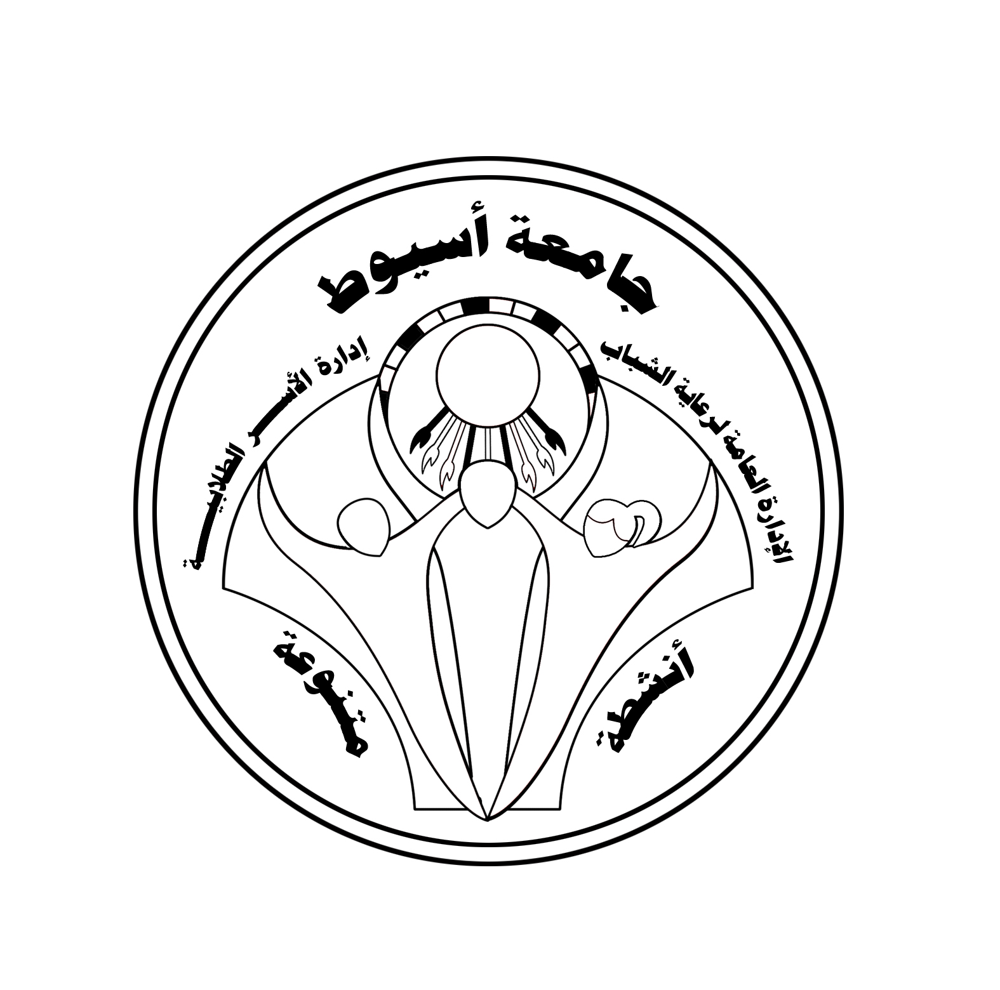 جامعة أسيوط
الإدارة العامة لرعاية الشباب
إدارة الأسر الطلابية
أنشطة
متنوعة